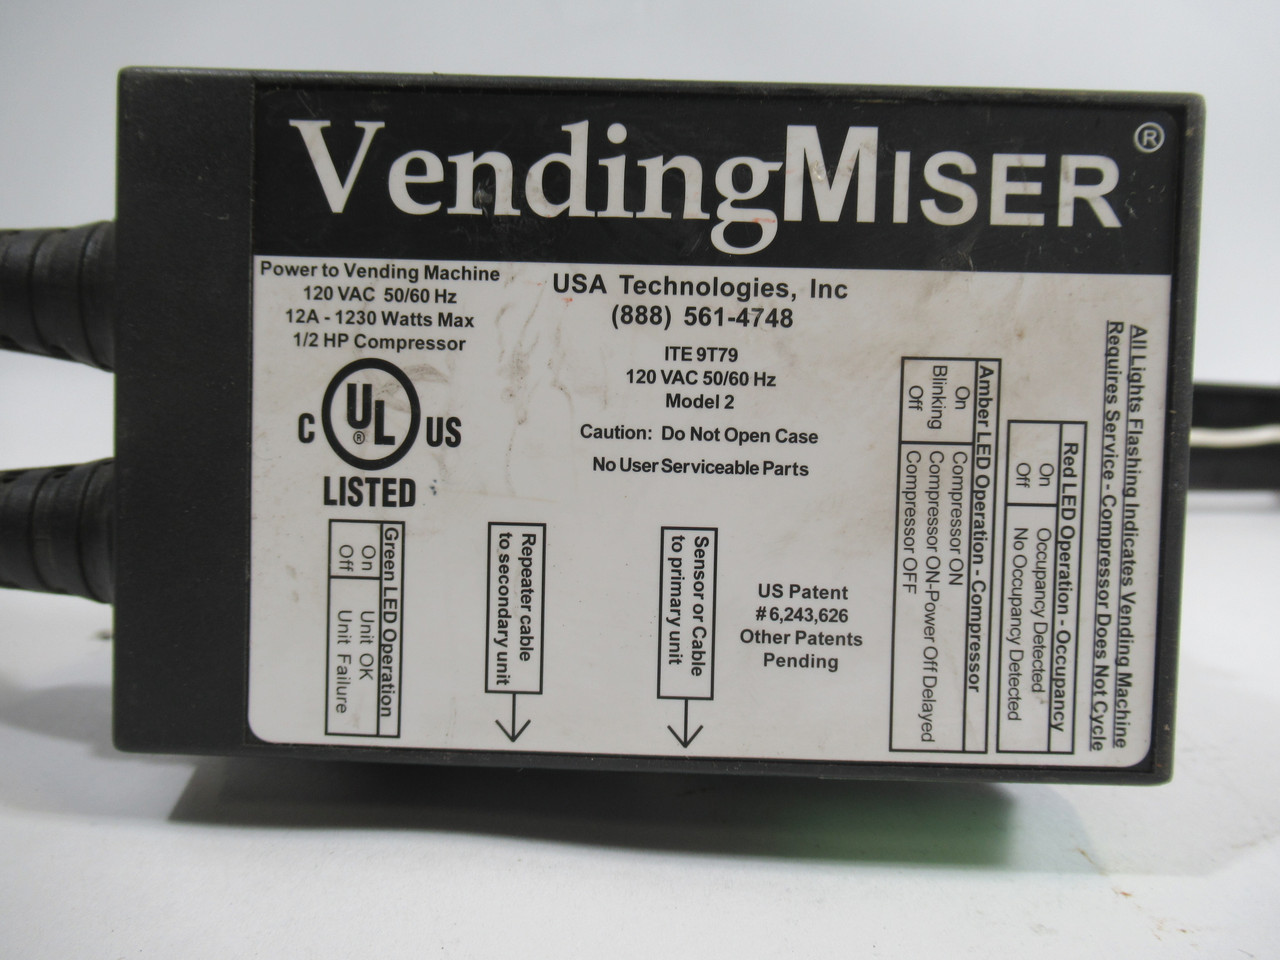 VendingMISER®
Power to Vending Machine
120 VAC 50/60 Hz
12A - 1230 Watts Max
1/2 HP Compressor
C UL® US
LISTED
USA Technologies, Inc
(888) 561-4748
ITE 9T79
120 VAC 50/60 Hz
Model 2
Caution: Do Not Open Case
No User Serviceable Parts
Green LED Operation
On Unit OK
Off Unit Failure
Repeater cable
to secondary unit
Sensor or Cable
to primary unit
US Patent
# 6,243,626
Other Patents
Pending
All Lights Flashing Indicates Vending Machine
Requires Service - Compressor Does Not Cycle
Red LED Operation - Occupancy
On Occupancy Detected
Off No Occupancy Detected
Amber LED Operation - Compressor
On Compressor ON
Blinking Compressor ON-Power Off Delayed
Off Compressor OFF